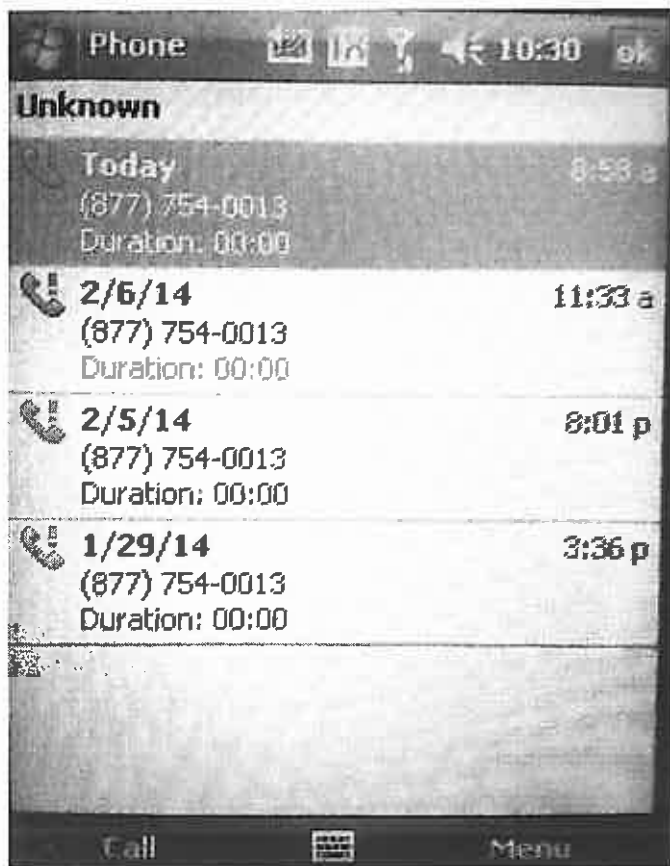 Phone 10:30 ok
Unknown
Today 8:53 a
(877) 754-0013
Duration: 00:00
2/6/14 11:33 a
(877) 754-0013
Duration: 00:00
2/5/14 8:01 p
(877) 754-0013
Duration: 00:00
1/29/14 3:36 p
(877) 754-0013
Duration: 00:00
Call Menu